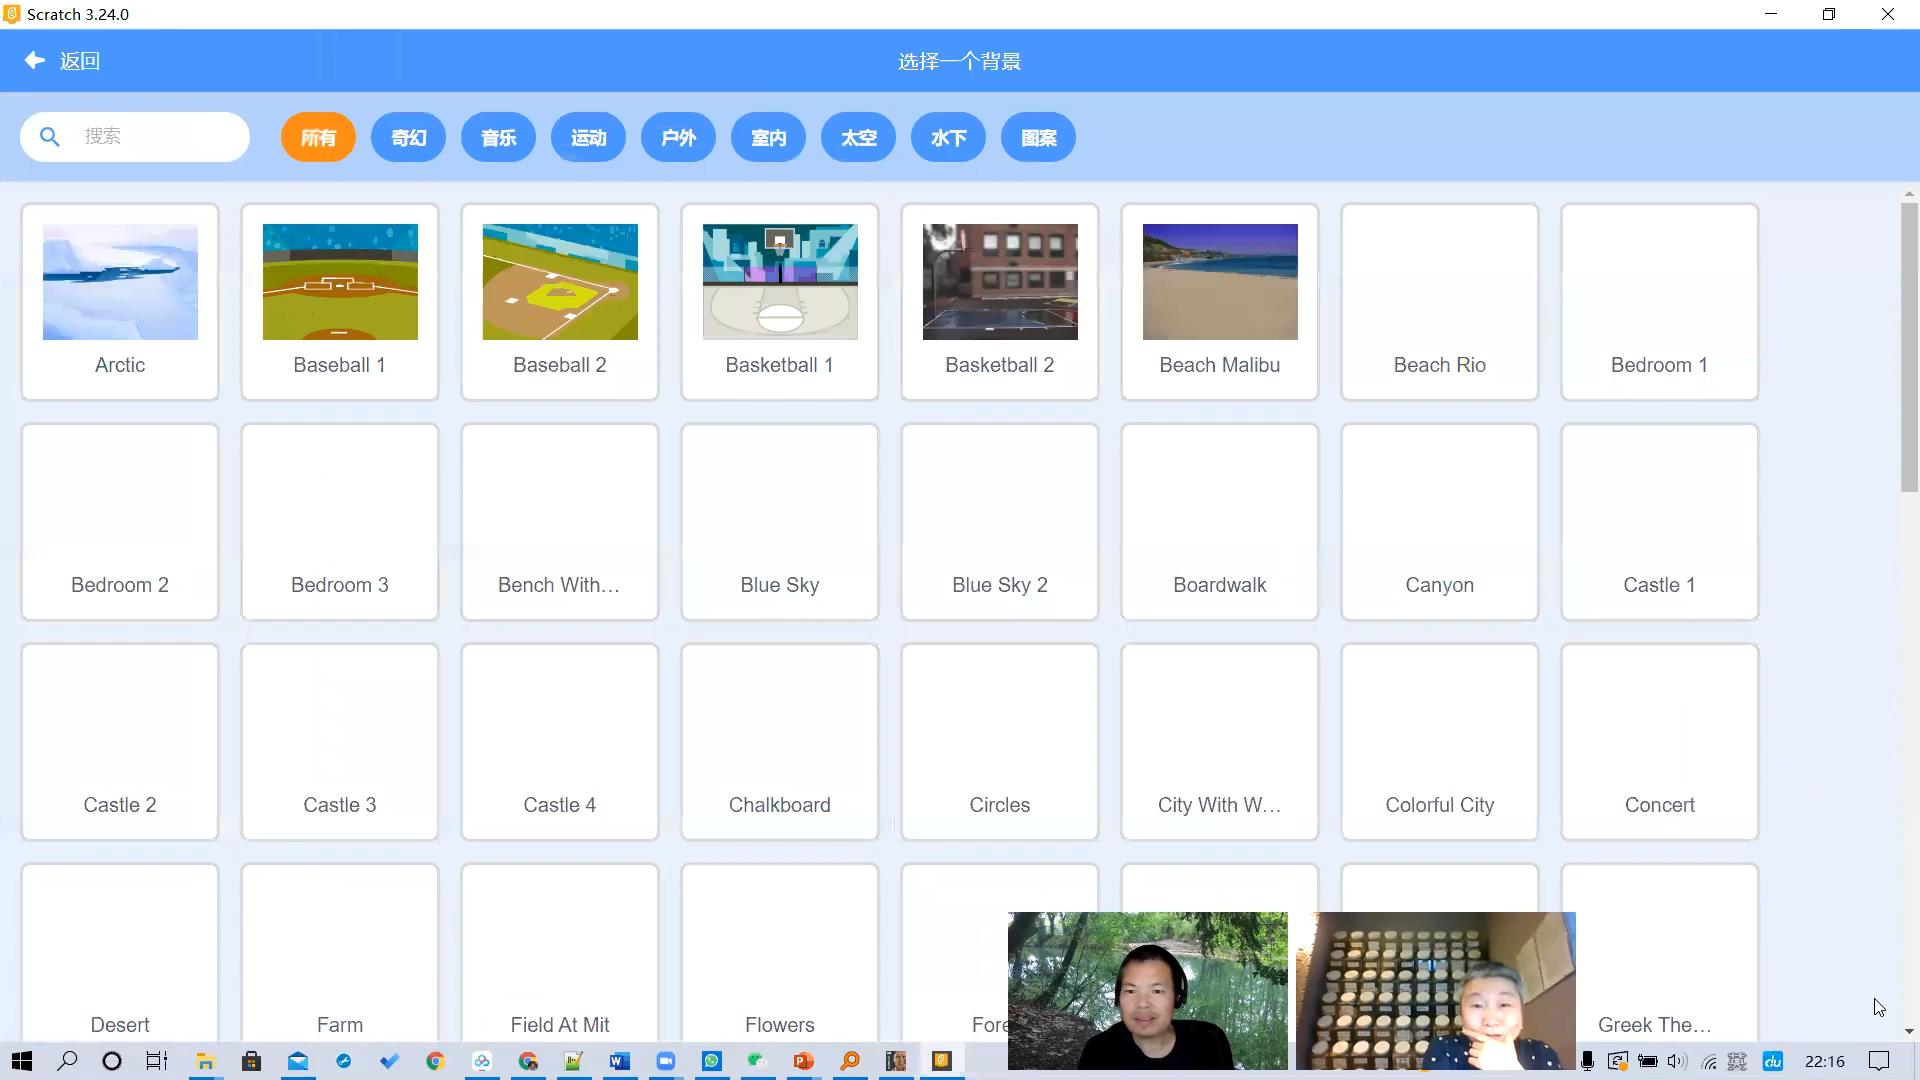 Scratch 3.24.0
返回
选择一个背景
搜索
所有
奇幻
音乐
运动
户外
室内
太空
水下
图案
Arctic
Baseball 1
Baseball 2
Basketball 1
Basketball 2
Beach Malibu
Beach Rio
Bedroom 1
Bedroom 2
Bedroom 3
Bench With...
Blue Sky
Blue Sky 2
Boardwalk
Canyon
Castle 1
Castle 2
Castle 3
Castle 4
Chalkboard
Circles
City With W...
Colorful City
Concert
Desert
Farm
Field At Mit
Flowers
Greek The...
英
du
22:16